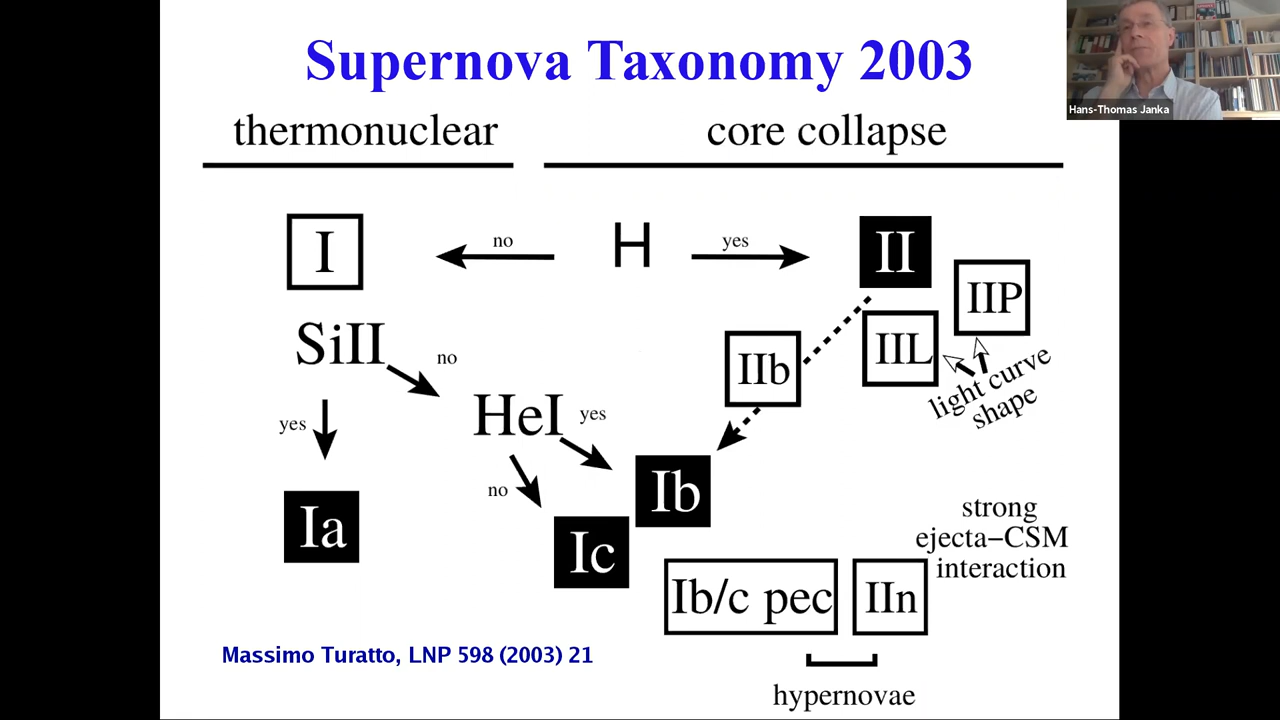 Supernova Taxonomy 2003
Hans-Thomas Janka
thermonuclear
core collapse
I
no
H
yes
II
IIP
SiII
no
IIb
IIL
light curve
shape
yes
HeI
yes
no
Ia
Ib
Ic
strong
ejecta−CSM
interaction
Ib/c pec
IIn
Massimo Turatto, LNP 598 (2003) 21
hypernovae